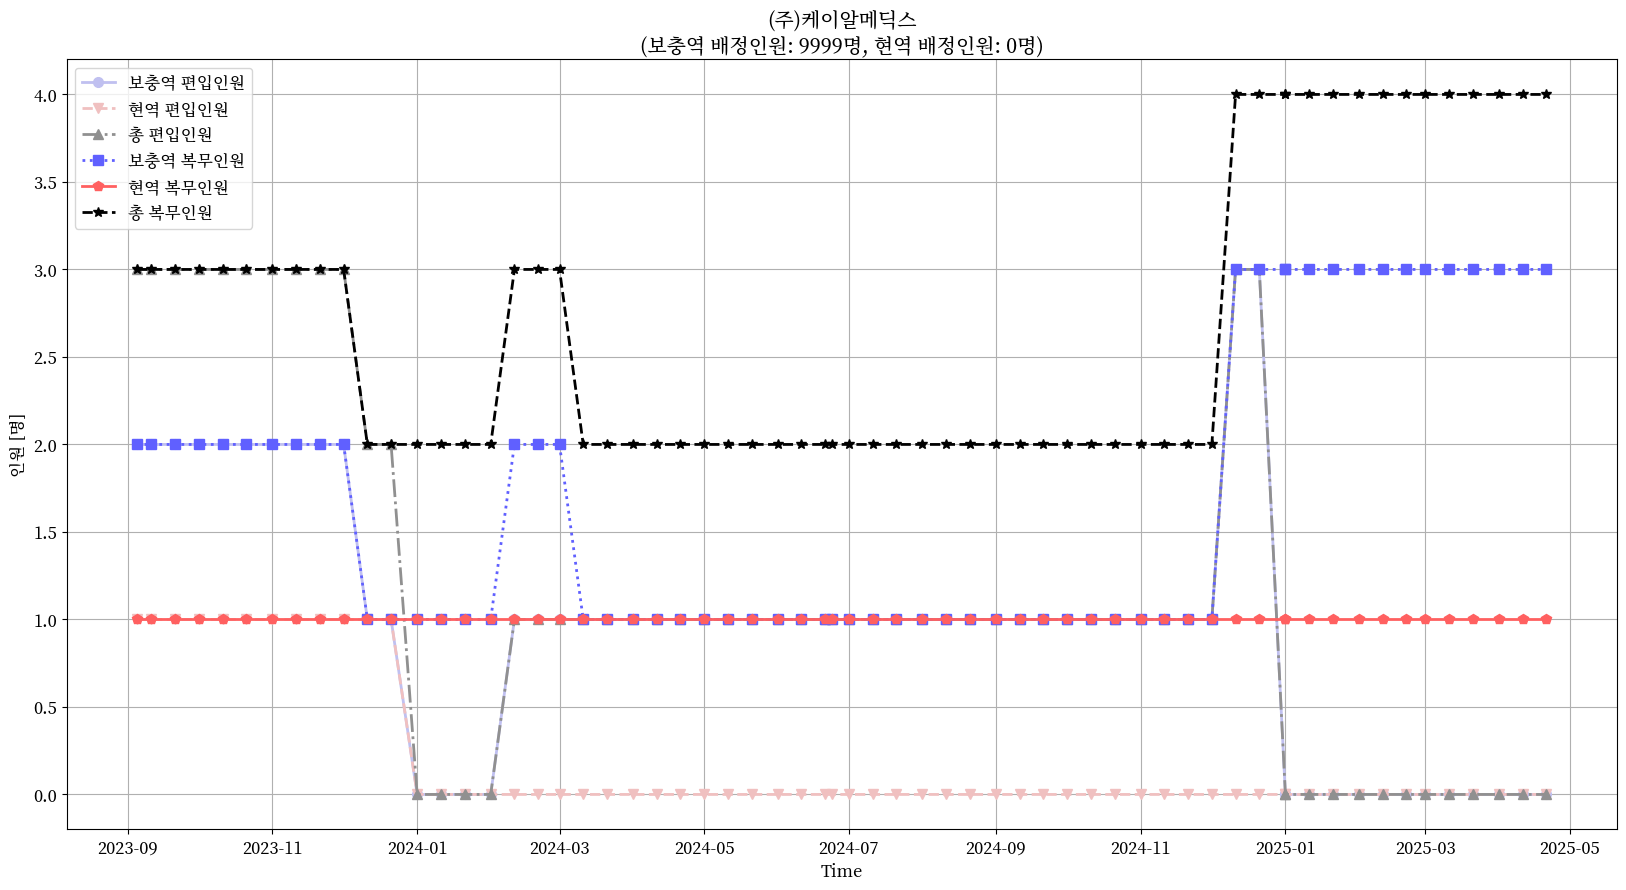 (주)케이알메딕스
(보충역 배정인원: 9999명, 현역 배정인원: 0명)
보충역 편입인원
현역 편입인원
총 편입인원
보충역 복무인원
현역 복무인원
총 복무인원
4.0
3.5
3.0
2.5
2.0
1.5
1.0
0.5
0.0
인원 [명]
2023-09
2023-11
2024-01
2024-03
2024-05
2024-07
2024-09
2024-11
2025-01
2025-03
2025-05
Time